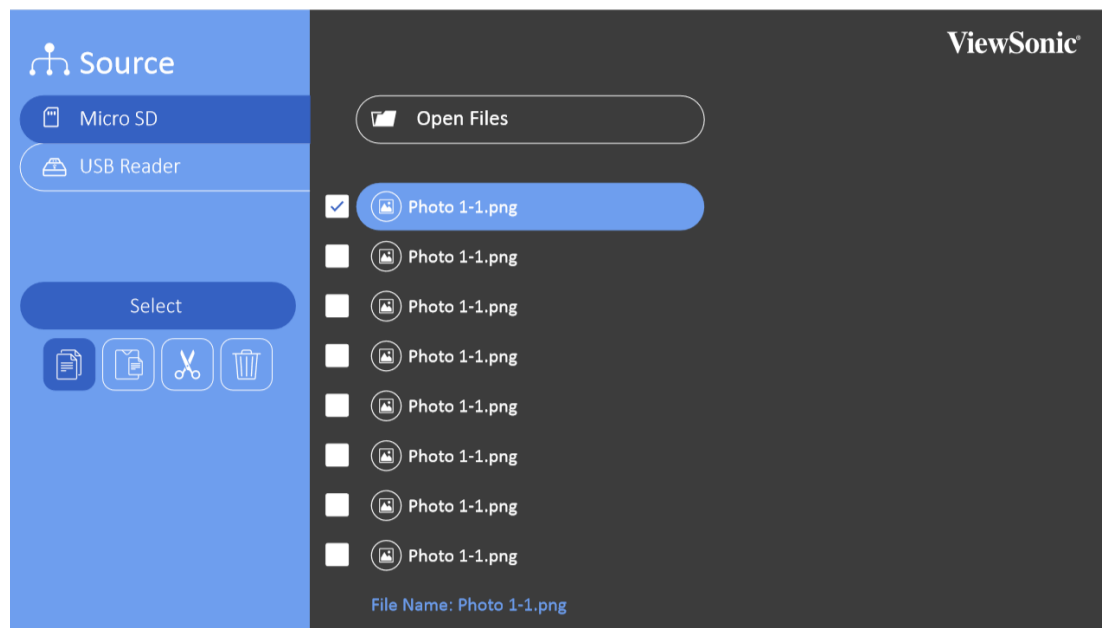 Source
Micro SD
USB Reader
Select
ViewSonic®
Open Files
Photo 1-1.png
Photo 1-1.png
Photo 1-1.png
Photo 1-1.png
Photo 1-1.png
Photo 1-1.png
Photo 1-1.png
Photo 1-1.png
File Name: Photo 1-1.png